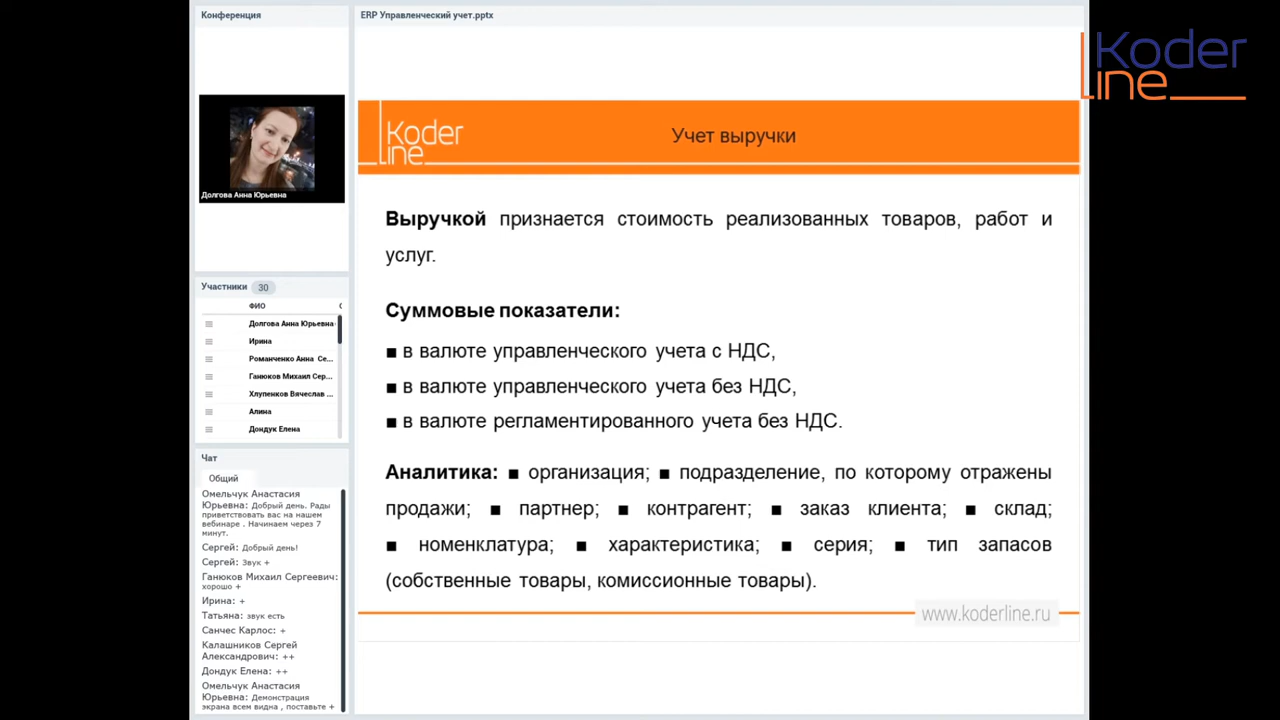 Конференция
Долгова Анна Юрьевна
Участники 30
ФИО
Долгова Анна Юрьевна
Ирина
Романченко Анна Се...
Ганюков Михаил Сер...
Хлупенков Вячеслав ...
Алина
Дондук Елена
Чат
Общий
Омельчук Анастасия
Юрьевна: Добрый день. Рады
приветствовать вас на нашем
вебинаре . Начинаем через 7
минут.
Сергей: Добрый день!
Сергей: Звук +
Ганюков Михаил Сергеевич:
хорошо +
Ирина: +
Татьяна: звук есть
Санчес Карлос: +
Калашников Сергей
Александрович: ++
Дондук Елена: ++
Омельчук Анастасия
Юрьевна: Демонстрация
экрана всем видна , поставьте +
ERP Управленческий учет.pptx
Koder
line
Учет выручки
Выручкой признается стоимость реализованных товаров, работ и
услуг.
Суммовые показатели:
■ в валюте управленческого учета с НДС,
■ в валюте управленческого учета без НДС,
■ в валюте регламентированного учета без НДС.
Аналитика: ■ организация; ■ подразделение, по которому отражены
продажи; ■ партнер; ■ контрагент; ■ заказ клиента; ■ склад;
■ номенклатура; ■ характеристика; ■ серия; ■ тип запасов
(собственные товары, комиссионные товары).
www.koderline.ru
Koder
line